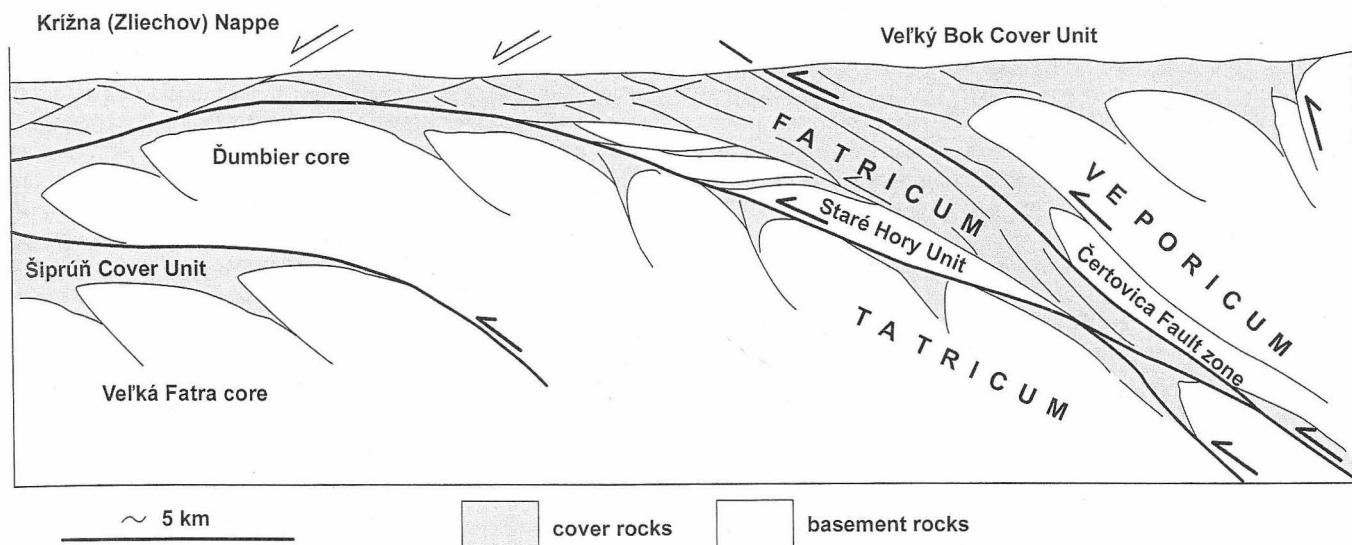 Krížna (Zliechov) Nappe
Veľký Bok Cover Unit
Ďumbier core
FATRICUM
VEPORICUM
Staré Hory Unit
Čertovica Fault zone
Šiprúň Cover Unit
TATRICUM
Veľká Fatra core
~ 5 km
cover rocks
basement rocks